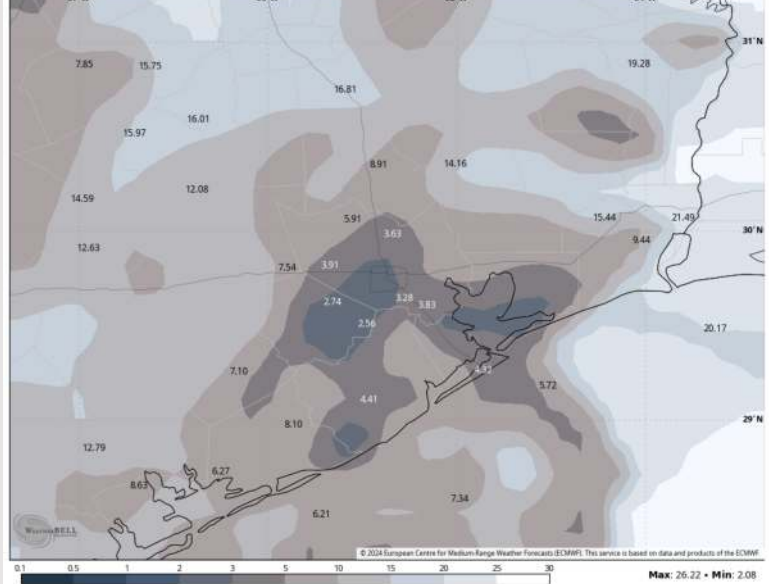 31°N
7.85 15.75 19.28
16.81
16.01
15.97
8.91 14.16
12.08
14.59
5.91 15.44 21.49
3.63 30°N
9.44
12.63
7.54 3.91
2.74 3.28 3.83
2.56 20.17
7.10 4.32
5.72
4.41
8.10 29°N
12.79
6.27
8.63
7.34
6.21
WeatherBELL
© 2024 European Centre for Medium-Range Weather Forecasts (ECMWF). This service is based on data and products of the ECMWF.
0.1 0.5 1 2 3 5 10 15 20 25 30
Max: 26.22 • Min: 2.08